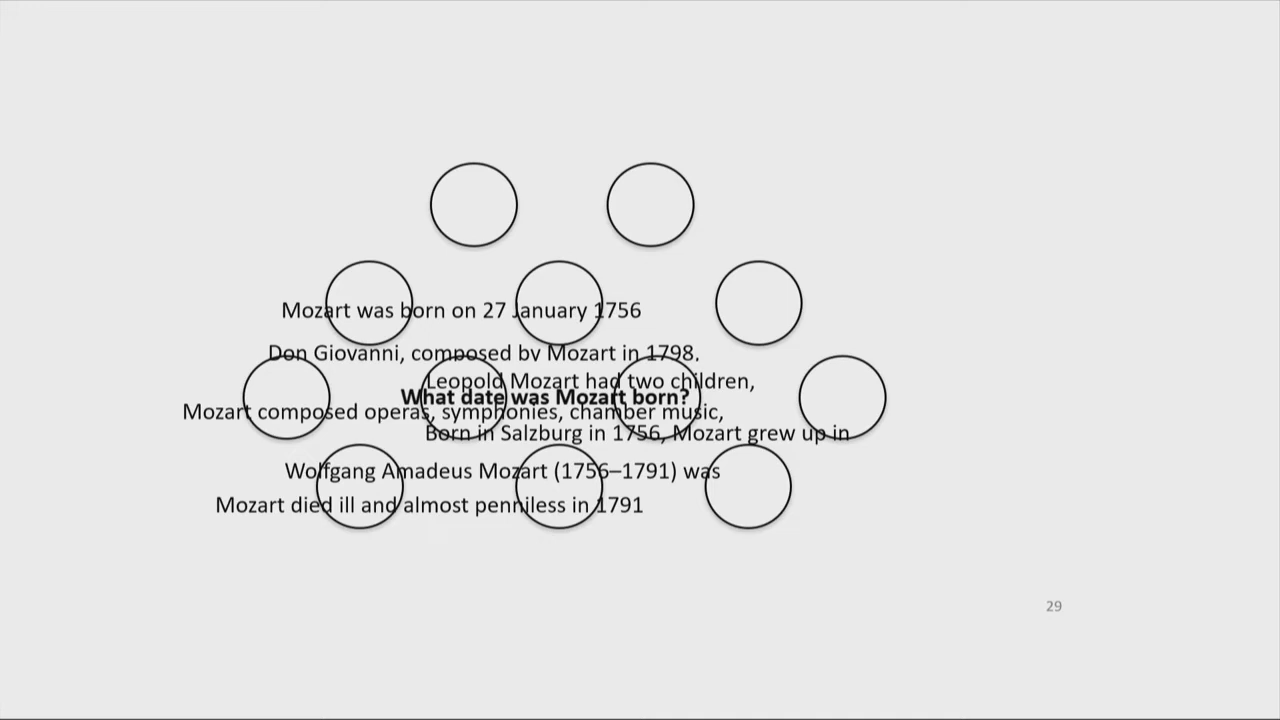 Mozart was born on 27 January 1756
Don Giovanni, composed by Mozart in 1798.
Leopold Mozart had two children,
What date was Mozart born?
Mozart composed operas, symphonies, chamber music,
Born in Salzburg in 1756, Mozart grew up in
Wolfgang Amadeus Mozart (1756–1791) was
Mozart died ill and almost penniless in 1791
29